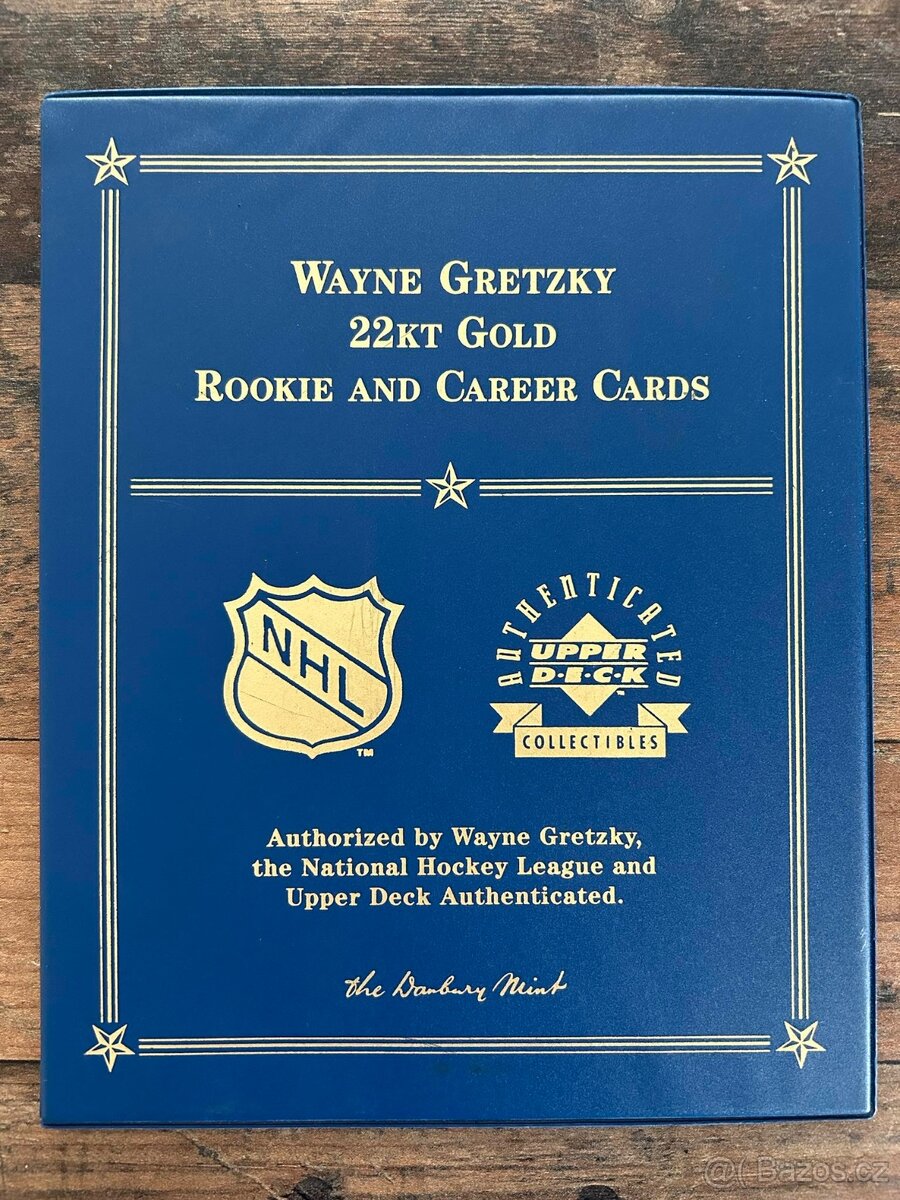 WAYNE GRETZKY
22KT GOLD
ROOKIE AND CAREER CARDS
NHL
TM
AUTHENTICATED
UPPER
D·E·C·K
TM
COLLECTIBLES
Authorized by Wayne Gretzky,
the National Hockey League and
Upper Deck Authenticated.
the Danbury Mint
@( Bazos.cz